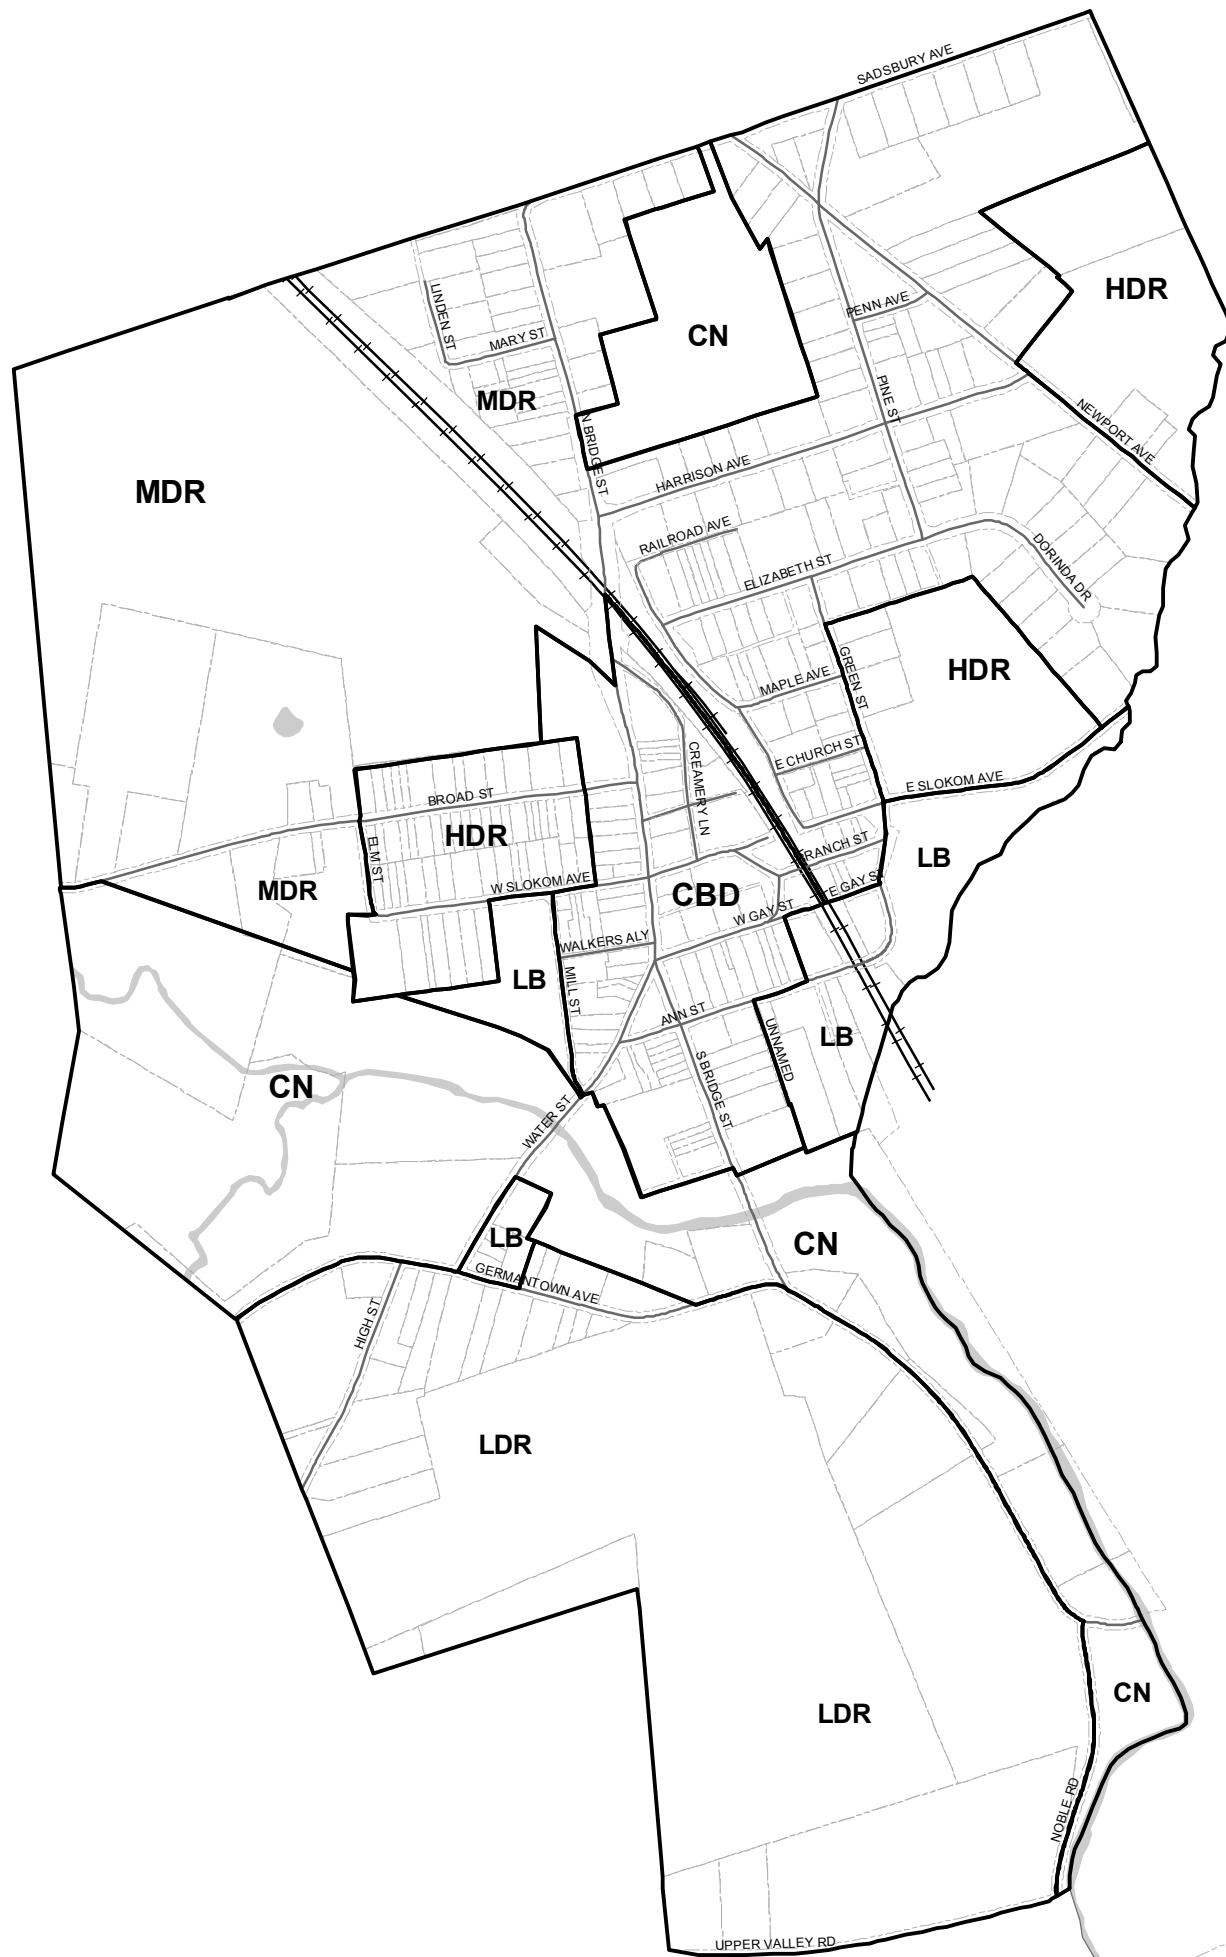 SADSBURY AVE
HDR
LINDEN ST
PENN AVE
CN
MARY ST
MDR
PINE ST
NEWPORT AVE
N BRIDGE ST
HARRISON AVE
MDR
RAILROAD AVE
DORINDA DR
ELIZABETH ST
GREEN ST
HDR
MAPLE AVE
CREAMERY LN
E CHURCH ST
E SLOKOM AVE
BROAD ST
HDR
ELM ST
RANCH ST
LB
W SLOKOM AVE
MDR
CBD
E GAY ST
W GAY ST
WALKERS ALY
LB
MILL ST
ANN ST
UNNAMED
LB
S BRIDGE ST
CN
WATER ST
LB
CN
GERMANTOWN AVE
HIGH ST
LDR
CN
LDR
NOBLE RD
UPPER VALLEY RD